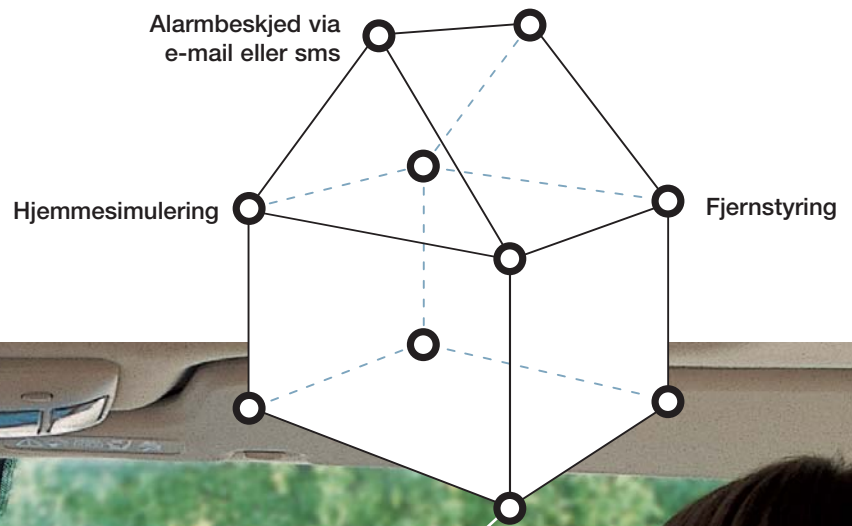 Alarmbeskjed via
e-mail eller sms
Hjemmesimulering
Fjernstyring